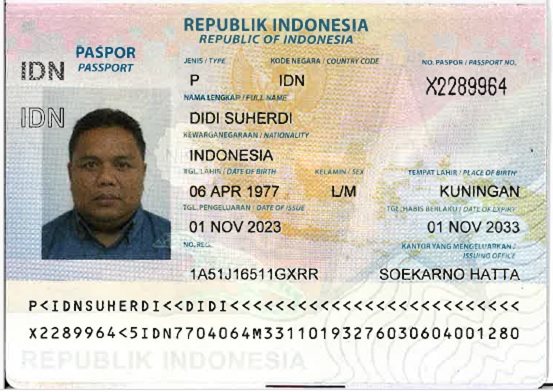 REPUBLIK INDONESIA
REPUBLIC OF INDONESIA
PASPOR
PASSPORT
IDN
IDN
JENIS / TYPE KODE NEGARA / COUNTRY CODE NO. PASPOR / PASSPORT NO.
P IDN X2289964
NAMA LENGKAP / FULL NAME
DIDI SUHERDI
KEWARGANEGARAAN / NATIONALITY
INDONESIA
TGL. LAHIR / DATE OF BIRTH KELAMIN / SEX TEMPAT LAHIR / PLACE OF BIRTH
06 APR 1977 L/M KUNINGAN
TGL. PENGELUARAN / DATE OF ISSUE TGL. HABIS BERLAKU / DATE OF EXPIRY
01 NOV 2023 01 NOV 2033
NO. REG. KANTOR YANG MENGELUARKAN /
ISSUING OFFICE
1A51J16511GXRR SOEKARNO HATTA
P<IDNSUHERDI<<DIDI<<<<<<<<<<<<<<<<<<<<<<<<<<
X2289964<5IDN7704064M33110193276030604001280
REPUBLIK INDONESIA